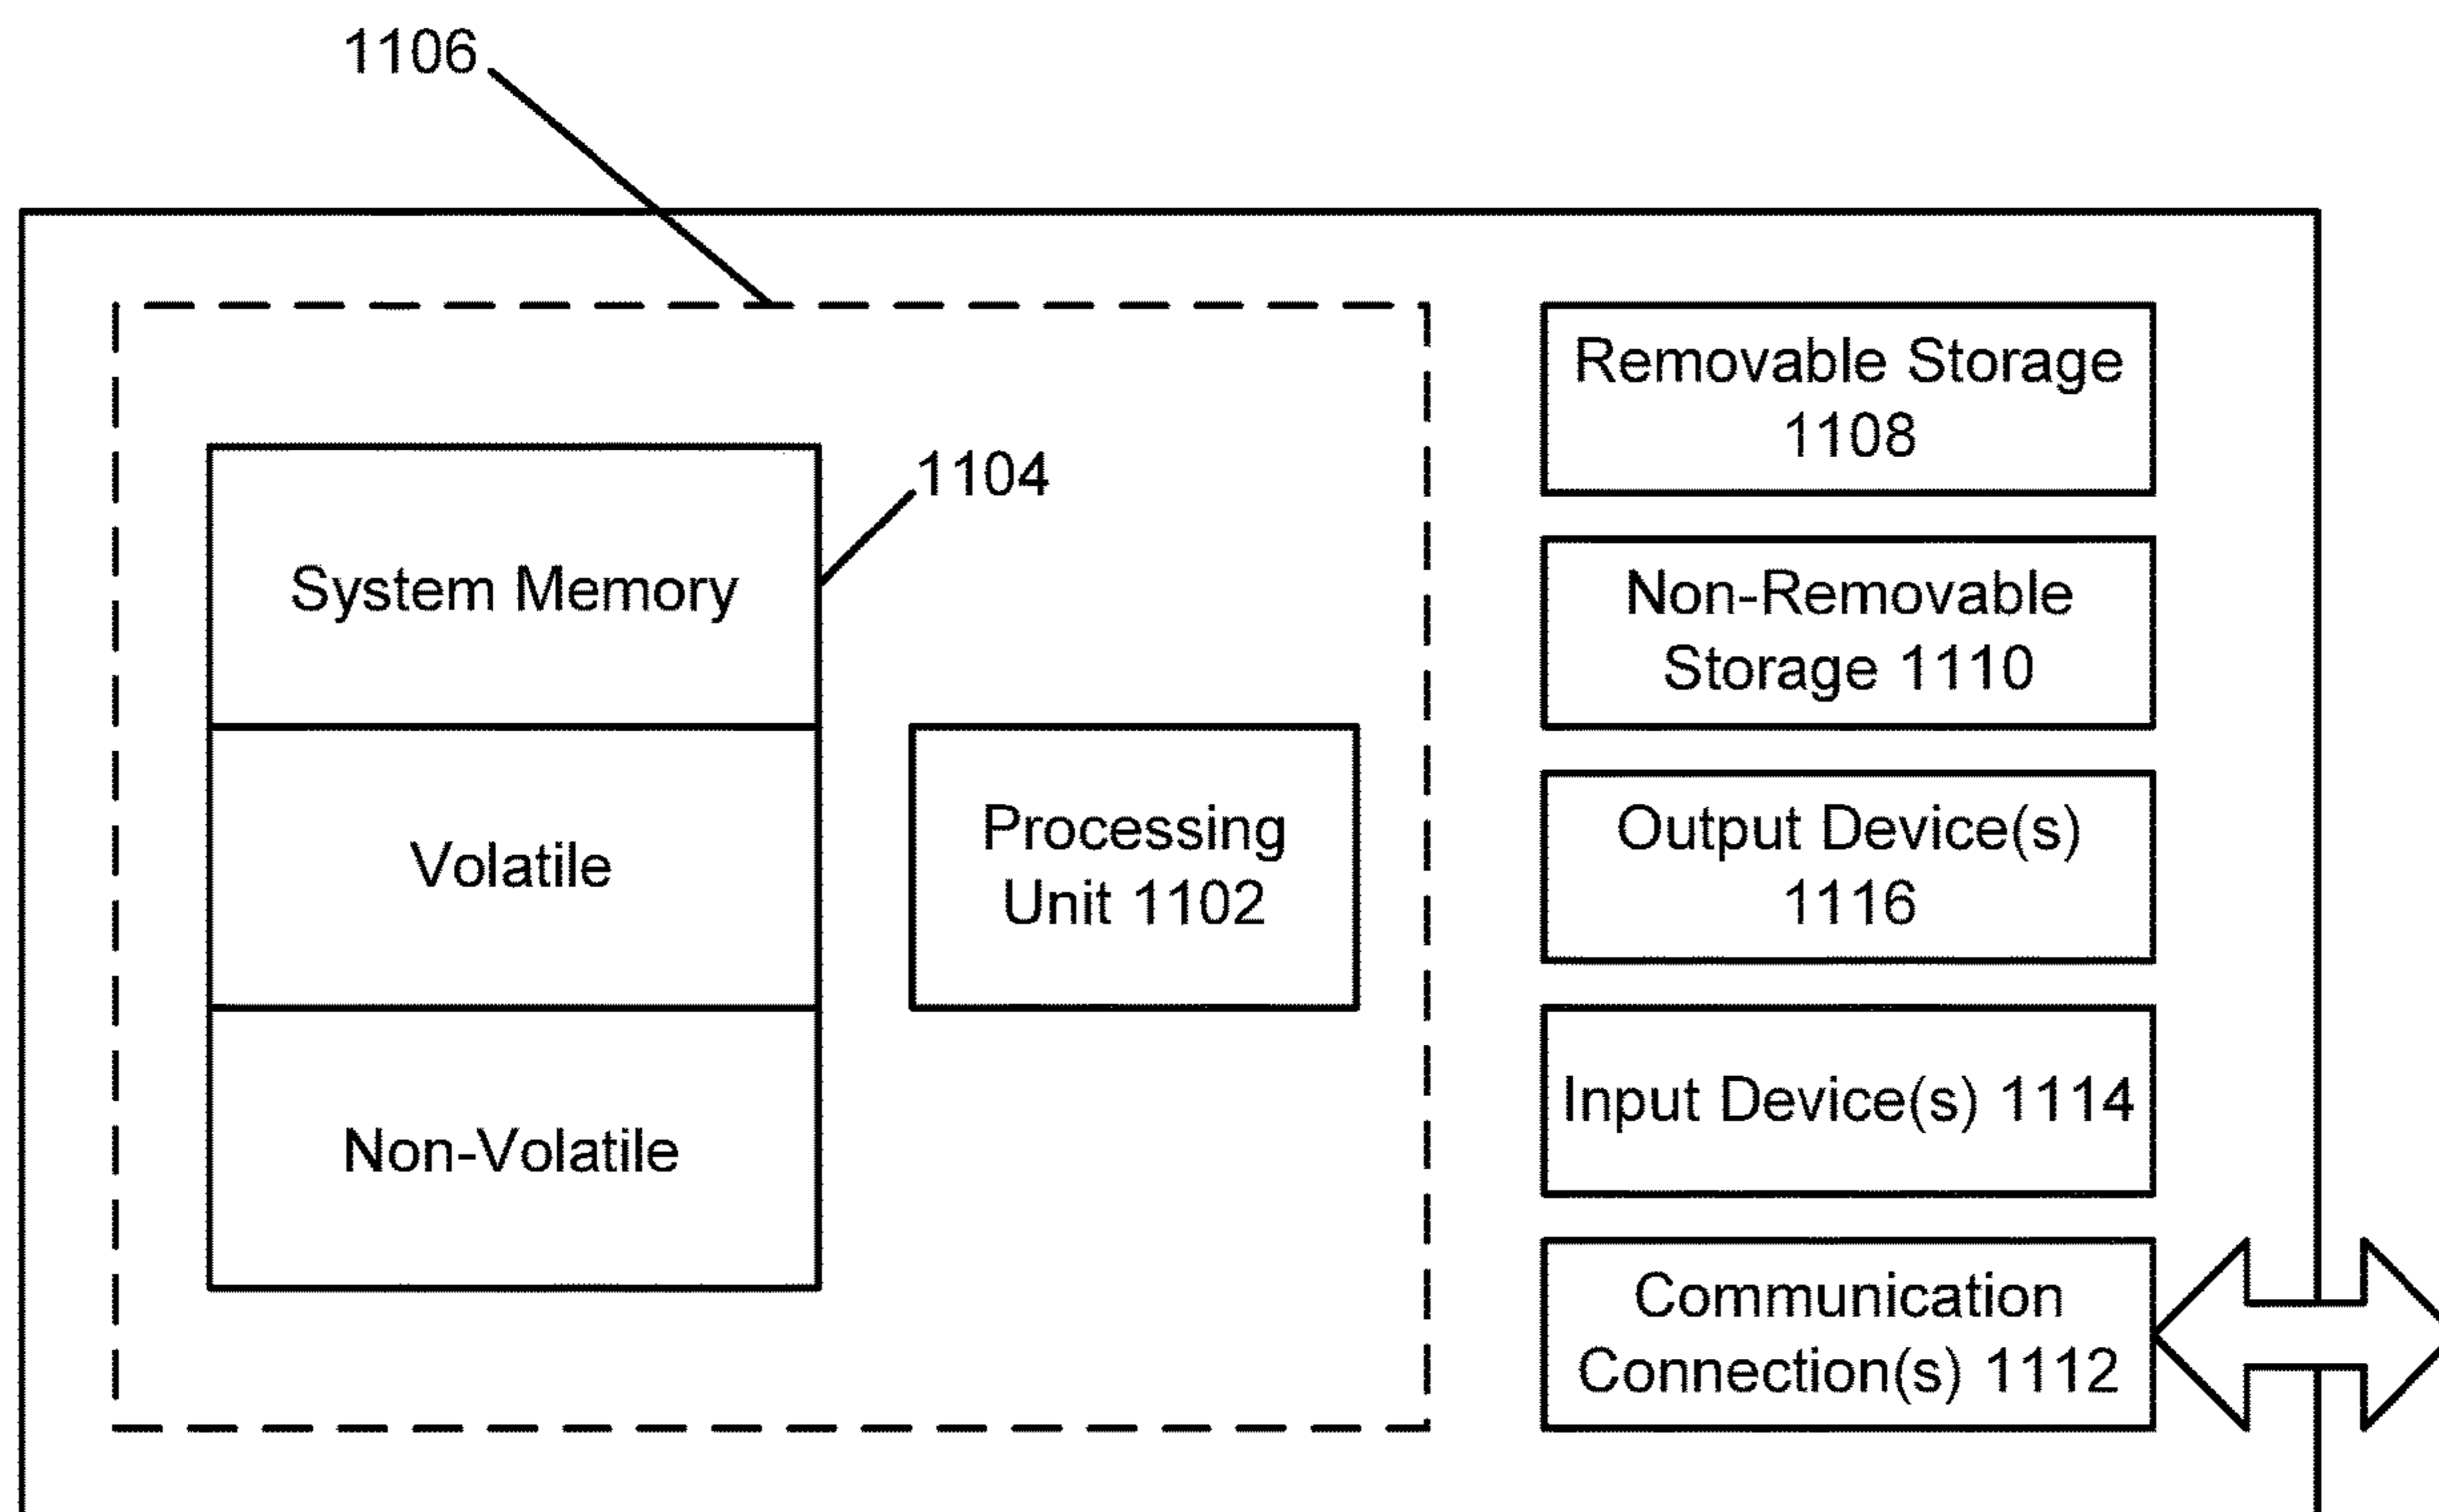 1106
1104
System Memory
Volatile
Non-Volatile
Processing
Unit 1102
Removable Storage
1108
Non-Removable
Storage 1110
Output Device(s)
1116
Input Device(s) 1114
Communication
Connection(s) 1112